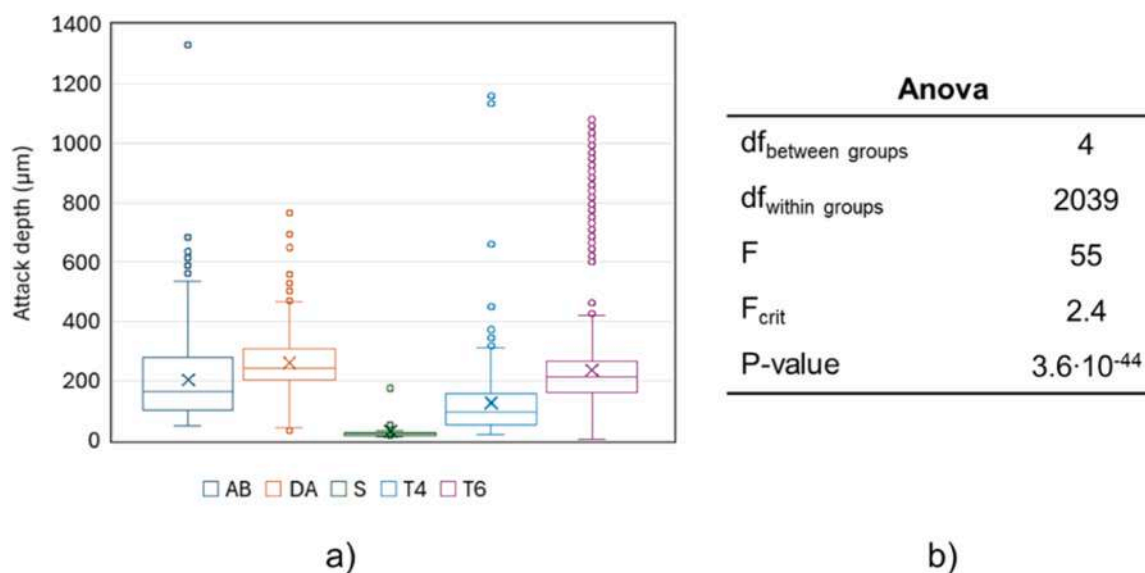 1400
1200
1000
800
600
400
200
0
Attack depth (µm)
AB DA S T4 T6
a)
Anova
df between groups 4
df within groups 2039
F 55
F crit 2.4
P-value 3.6·10⁻⁴⁴
b)